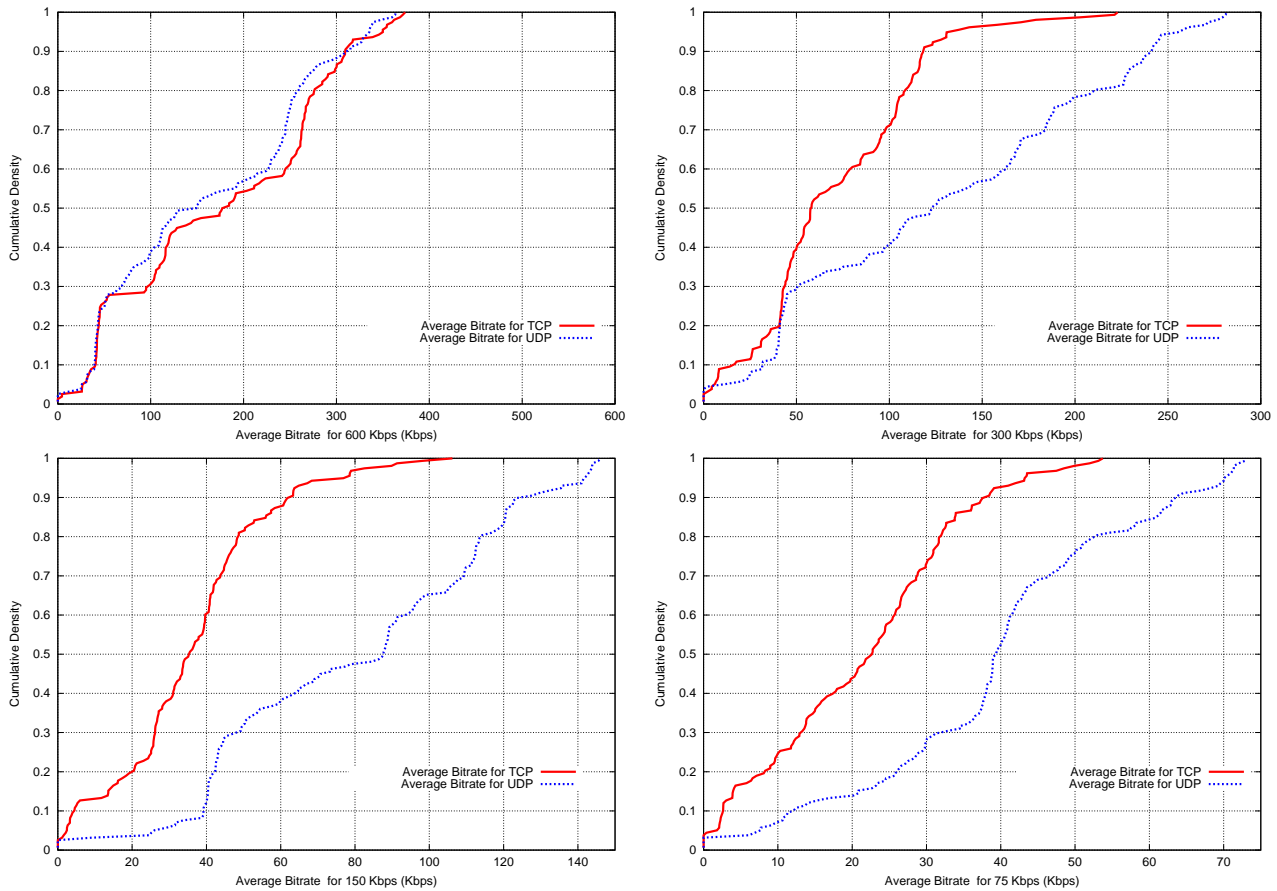 1
0.9
0.8
0.7
0.6
0.5
0.4
0.3
0.2
0.1
0
Cumulative Density
Average Bitrate for TCP
Average Bitrate for UDP
0 100 200 300 400 500 600
Average Bitrate for 600 Kbps (Kbps)
1
0.9
0.8
0.7
0.6
0.5
0.4
0.3
0.2
0.1
0
Cumulative Density
Average Bitrate for TCP
Average Bitrate for UDP
0 50 100 150 200 250 300
Average Bitrate for 300 Kbps (Kbps)
1
0.9
0.8
0.7
0.6
0.5
0.4
0.3
0.2
0.1
0
Cumulative Density
Average Bitrate for TCP
Average Bitrate for UDP
0 20 40 60 80 100 120 140
Average Bitrate for 150 Kbps (Kbps)
1
0.9
0.8
0.7
0.6
0.5
0.4
0.3
0.2
0.1
0
Cumulative Density
Average Bitrate for TCP
Average Bitrate for UDP
0 10 20 30 40 50 60 70
Average Bitrate for 75 Kbps (Kbps)